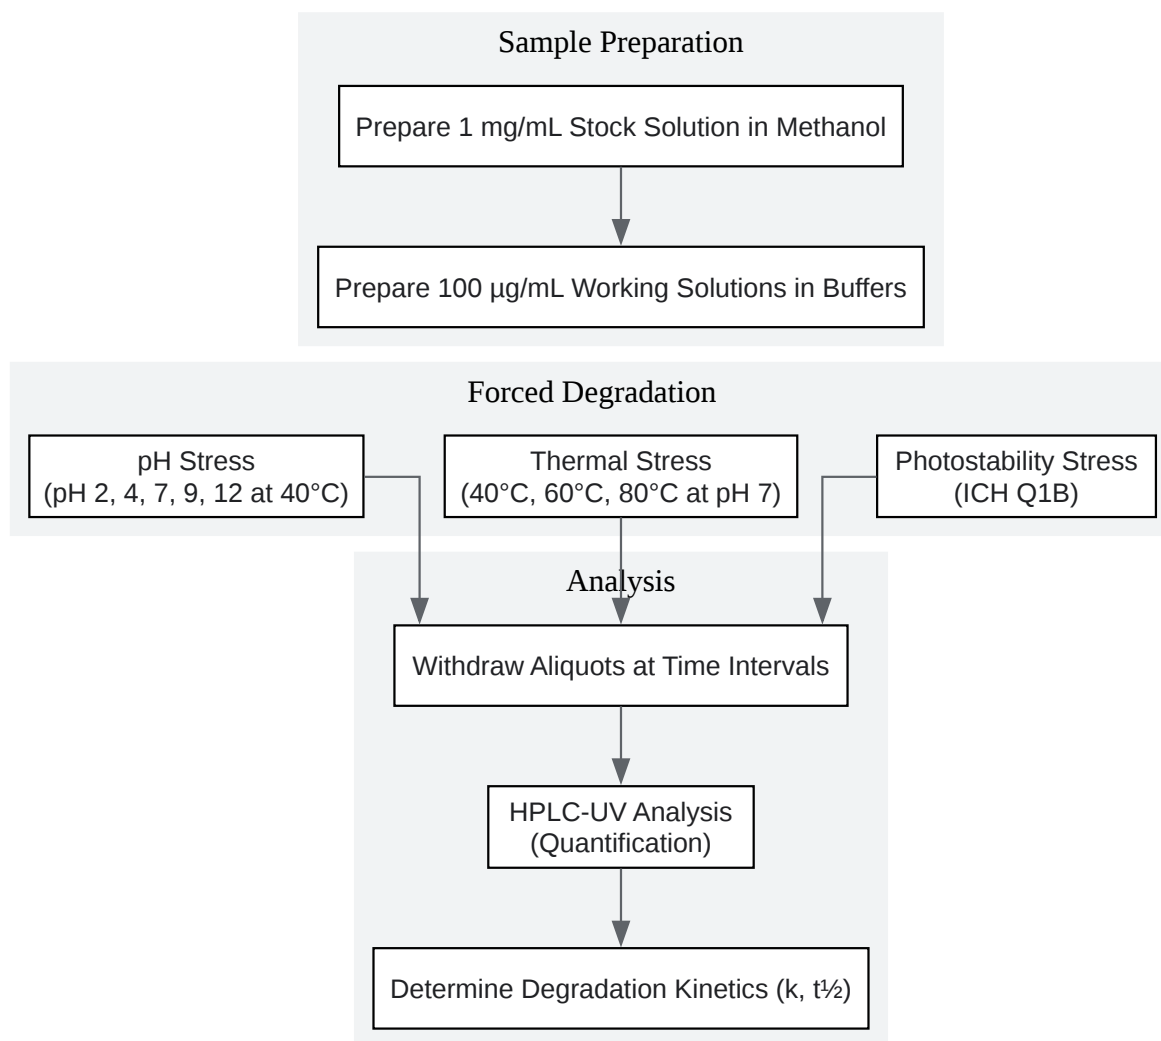 Sample Preparation
Prepare 1 mg/mL Stock Solution in Methanol
Prepare 100 µg/mL Working Solutions in Buffers
Forced Degradation
pH Stress
(pH 2, 4, 7, 9, 12 at 40°C)
Thermal Stress
(40°C, 60°C, 80°C at pH 7)
Photostability Stress
(ICH Q1B)
Analysis
Withdraw Aliquots at Time Intervals
HPLC-UV Analysis
(Quantification)
Determine Degradation Kinetics (k, t½)